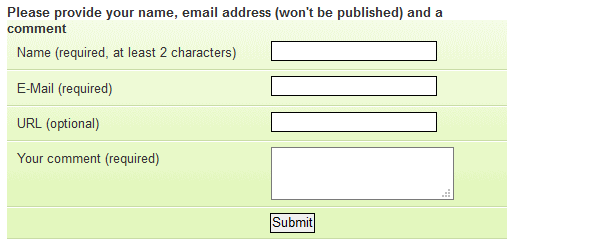 Please provide your name, email address (won't be published) and a
comment
Name (required, at least 2 characters)
E-Mail (required)
URL (optional)
Your comment (required)
Submit